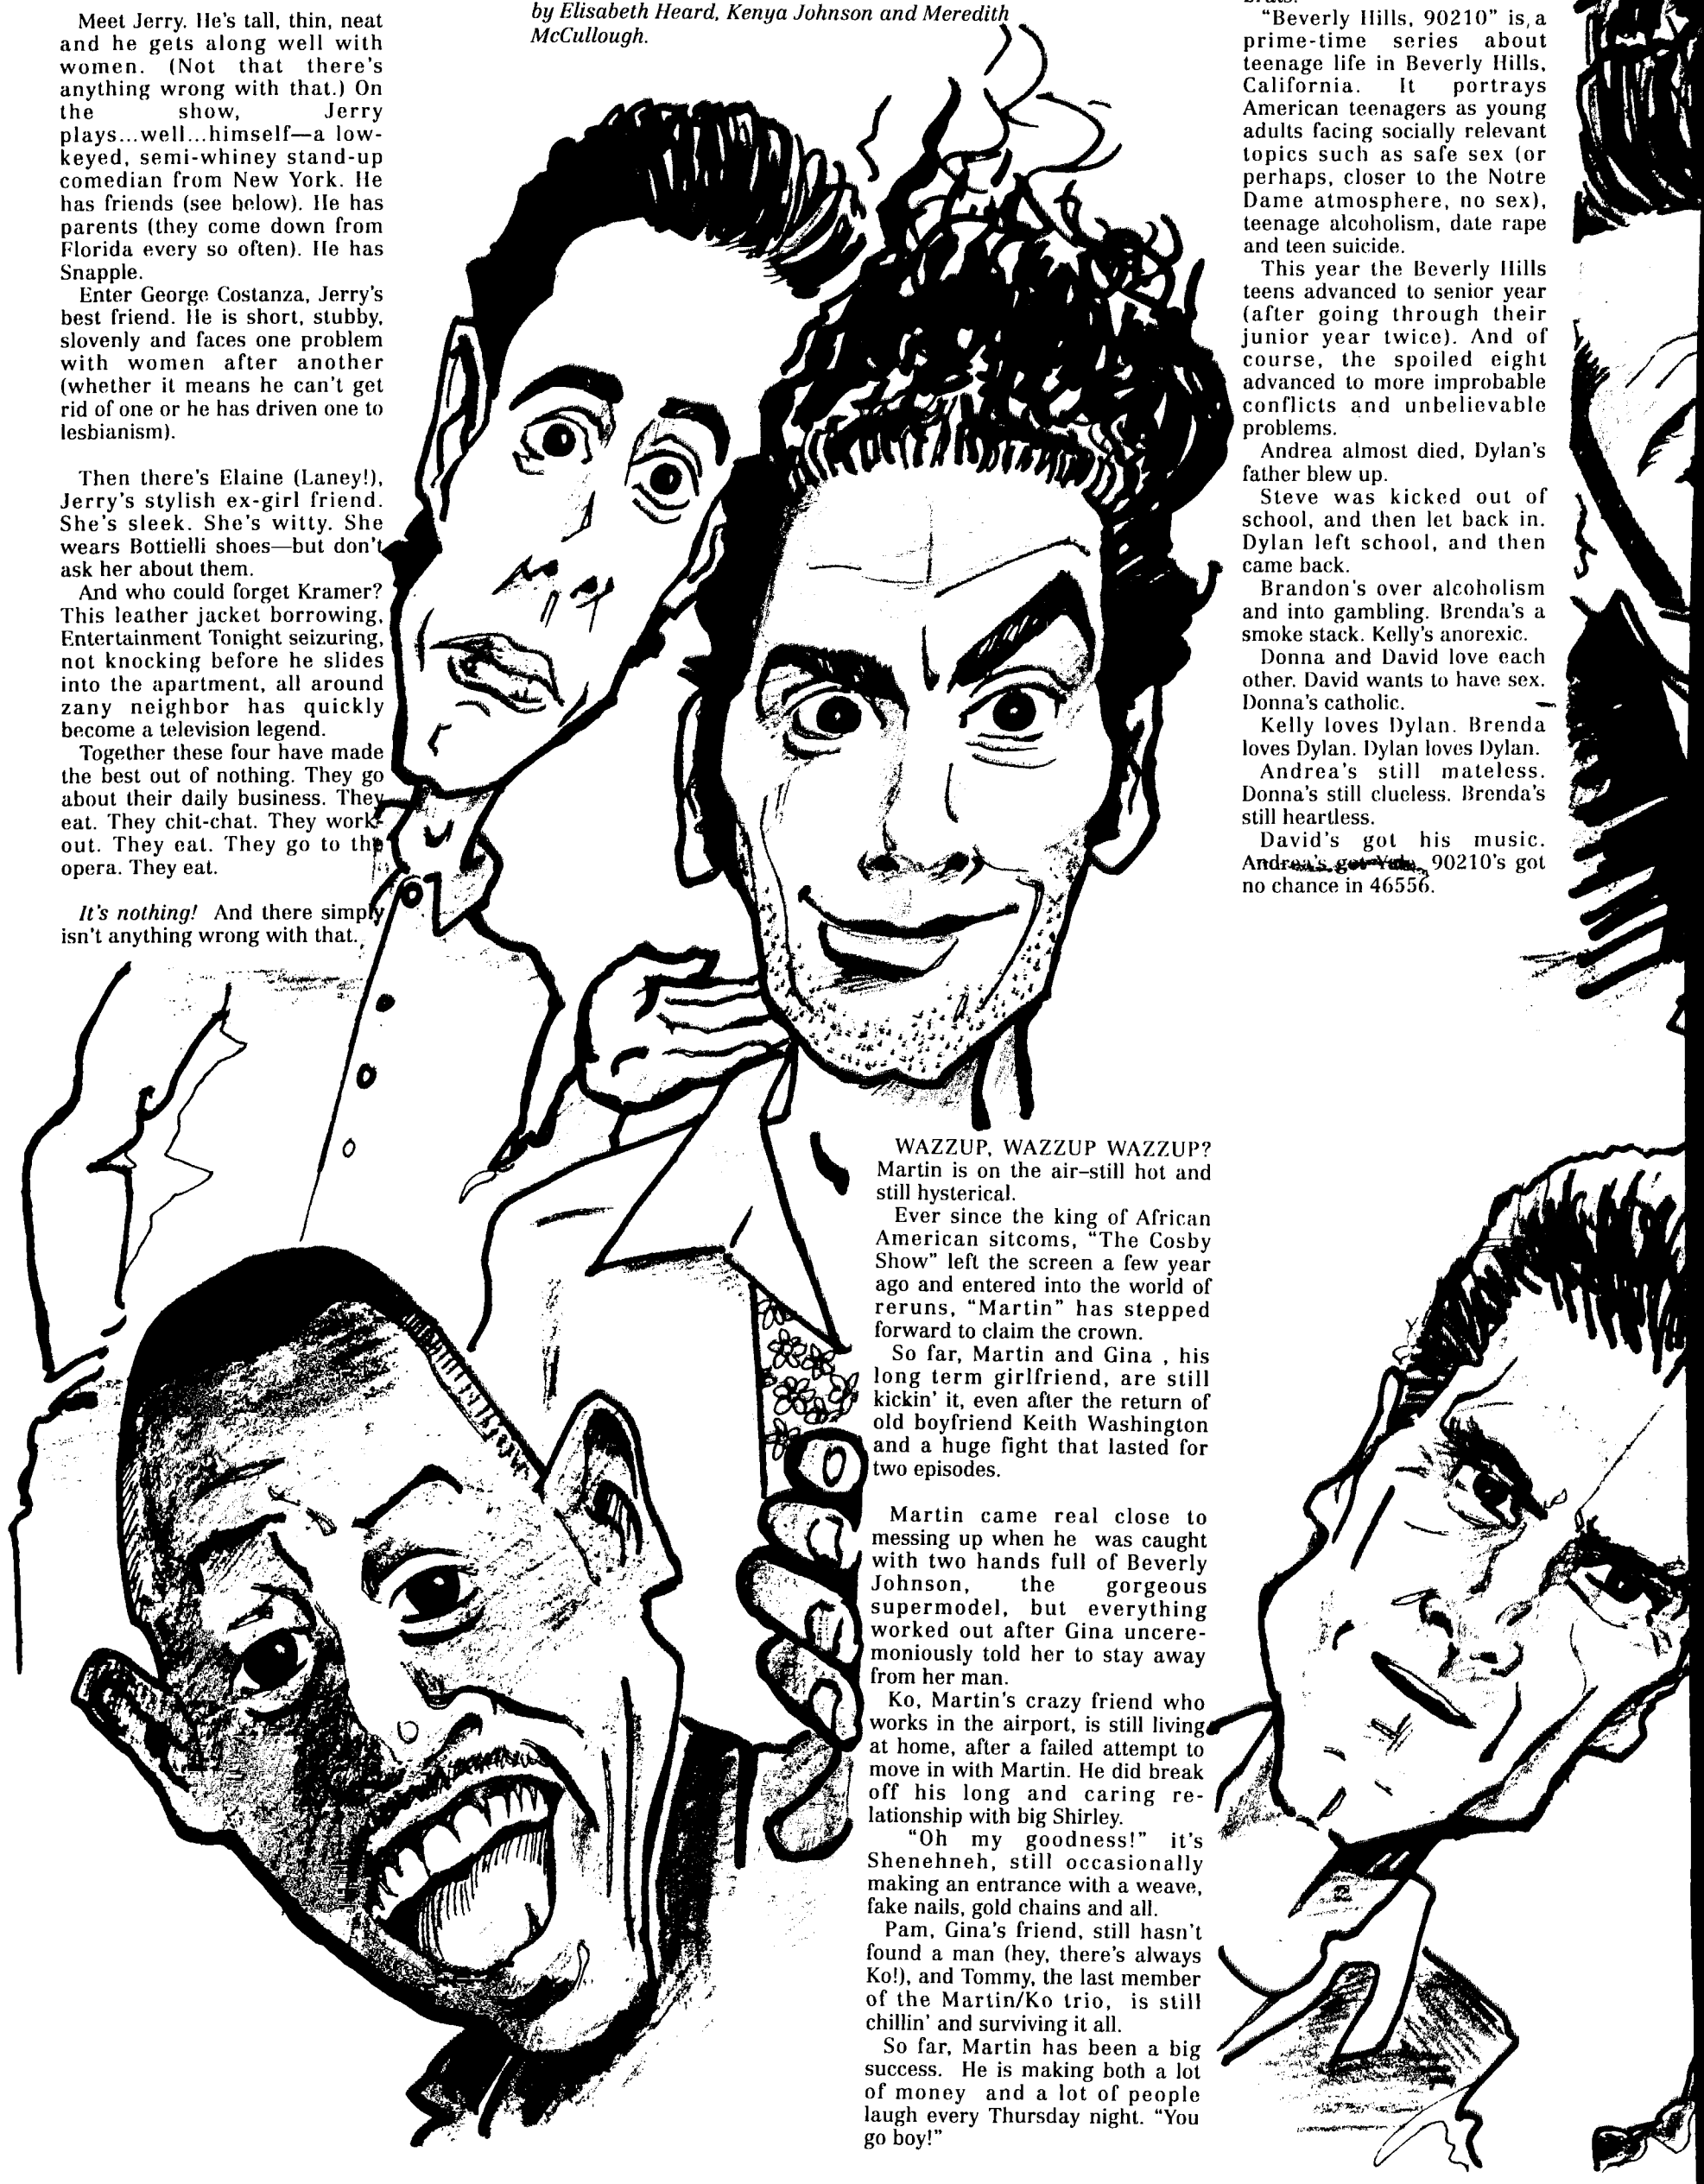 Meet Jerry. He's tall, thin, neat
and he gets along well with
women. (Not that there's
anything wrong with that.) On
the show, Jerry
plays...well...himself—a low-
keyed, semi-whiney stand-up
comedian from New York. He
has friends (see below). He has
parents (they come down from
Florida every so often). He has
Snapple.
Enter George Costanza, Jerry's
best friend. He is short, stubby,
slovenly and faces one problem
with women after another
(whether it means he can't get
rid of one or he has driven one to
lesbianism).
Then there's Elaine (Laney!),
Jerry's stylish ex-girl friend.
She's sleek. She's witty. She
wears Bottielli shoes—but don't
ask her about them.
And who could forget Kramer?
This leather jacket borrowing,
Entertainment Tonight seizuring,
not knocking before he slides
into the apartment, all around
zany neighbor has quickly
become a television legend.
Together these four have made
the best out of nothing. They go
about their daily business. They
eat. They chit-chat. They work-
out. They eat. They go to the
opera. They eat.
It's nothing! And there simply
isn't anything wrong with that.
by Elisabeth Heard, Kenya Johnson and Meredith
McCullough.
WAZZUP, WAZZUP WAZZUP?
Martin is on the air–still hot and
still hysterical.
Ever since the king of African
American sitcoms, "The Cosby
Show" left the screen a few year
ago and entered into the world of
reruns, "Martin" has stepped
forward to claim the crown.
So far, Martin and Gina , his
long term girlfriend, are still
kickin' it, even after the return of
old boyfriend Keith Washington
and a huge fight that lasted for
two episodes.
Martin came real close to
messing up when he was caught
with two hands full of Beverly
Johnson, the gorgeous
supermodel, but everything
worked out after Gina uncere-
moniously told her to stay away
from her man.
Ko, Martin's crazy friend who
works in the airport, is still living
at home, after a failed attempt to
move in with Martin. He did break
off his long and caring re-
lationship with big Shirley.
"Oh my goodness!" it's
Shenehneh, still occasionally
making an entrance with a weave,
fake nails, gold chains and all.
Pam, Gina's friend, still hasn't
found a man (hey, there's always
Ko!), and Tommy, the last member
of the Martin/Ko trio, is still
chillin' and surviving it all.
So far, Martin has been a big
success. He is making both a lot
of money and a lot of people
laugh every Thursday night. "You
go boy!"
"Beverly Hills, 90210" is a
prime-time series about
teenage life in Beverly Hills,
California. It portrays
American teenagers as young
adults facing socially relevant
topics such as safe sex (or
perhaps, closer to the Notre
Dame atmosphere, no sex),
teenage alcoholism, date rape
and teen suicide.
This year the Beverly Hills
teens advanced to senior year
(after going through their
junior year twice). And of
course, the spoiled eight
advanced to more improbable
conflicts and unbelievable
problems.
Andrea almost died, Dylan's
father blew up.
Steve was kicked out of
school, and then let back in.
Dylan left school, and then
came back.
Brandon's over alcoholism
and into gambling. Brenda's a
smoke stack. Kelly's anorexic.
Donna and David love each
other. David wants to have sex.
Donna's catholic.
Kelly loves Dylan. Brenda
loves Dylan. Dylan loves Dylan.
Andrea's still mateless.
Donna's still clueless. Brenda's
still heartless.
David's got his music.
Andrea's got Yale, 90210's got
no chance in 46556.